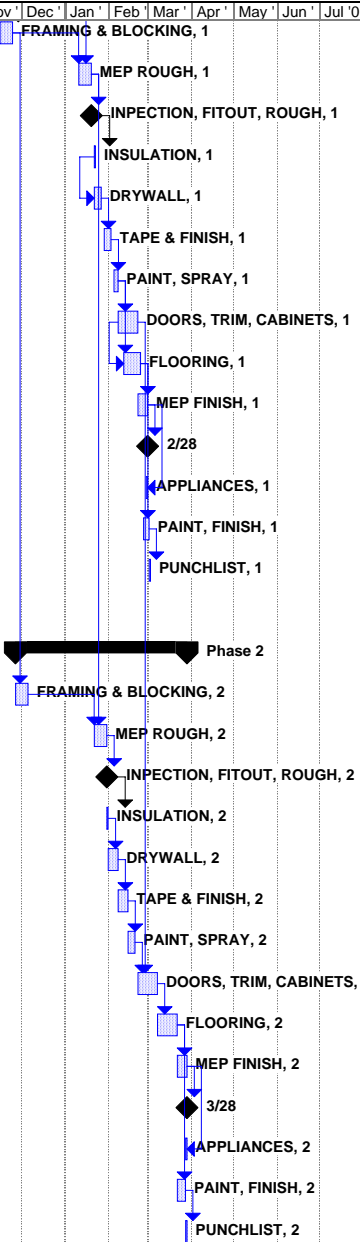 ov ' Dec ' Jan ' Feb ' Mar ' Apr ' May ' Jun ' Jul '0
FRAMING & BLOCKING, 1
MEP ROUGH, 1
INPECTION, FITOUT, ROUGH, 1
INSULATION, 1
DRYWALL, 1
TAPE & FINISH, 1
PAINT, SPRAY, 1
DOORS, TRIM, CABINETS, 1
FLOORING, 1
MEP FINISH, 1
2/28
APPLIANCES, 1
PAINT, FINISH, 1
PUNCHLIST, 1
Phase 2
FRAMING & BLOCKING, 2
MEP ROUGH, 2
INPECTION, FITOUT, ROUGH, 2
INSULATION, 2
DRYWALL, 2
TAPE & FINISH, 2
PAINT, SPRAY, 2
DOORS, TRIM, CABINETS,
FLOORING, 2
MEP FINISH, 2
3/28
APPLIANCES, 2
PAINT, FINISH, 2
PUNCHLIST, 2